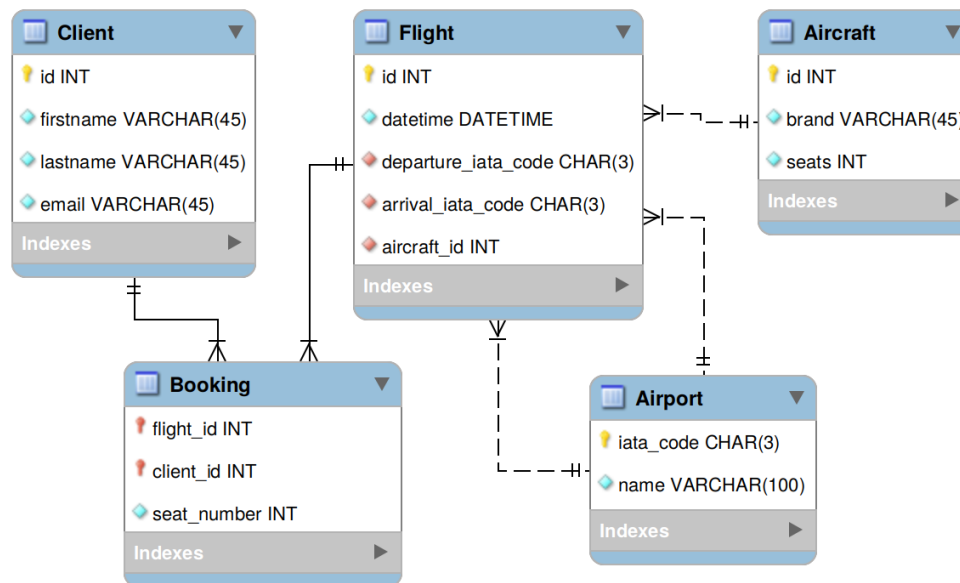 Client
id INT
firstname VARCHAR(45)
lastname VARCHAR(45)
email VARCHAR(45)
Indexes
Flight
id INT
datetime DATETIME
departure_iata_code CHAR(3)
arrival_iata_code CHAR(3)
aircraft_id INT
Indexes
Aircraft
id INT
brand VARCHAR(45)
seats INT
Indexes
Booking
flight_id INT
client_id INT
seat_number INT
Indexes
Airport
iata_code CHAR(3)
name VARCHAR(100)
Indexes